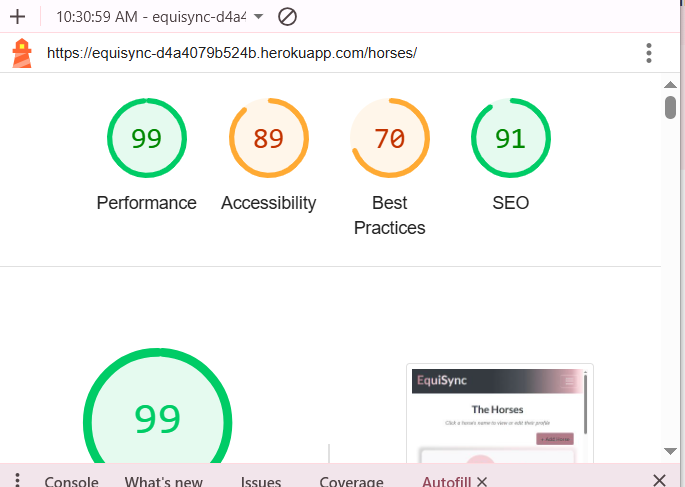 10:30:59 AM - equisync-d4a4
https://equisync-d4a4079b524b.herokuapp.com/horses/
99
89
70
91
Performance
Accessibility
Best
Practices
SEO
99
EquiSync
The Horses
Click a horse's name to view or edit their profile
+ Add Horse
Console
What's new
Issues
Coverage
Autofill